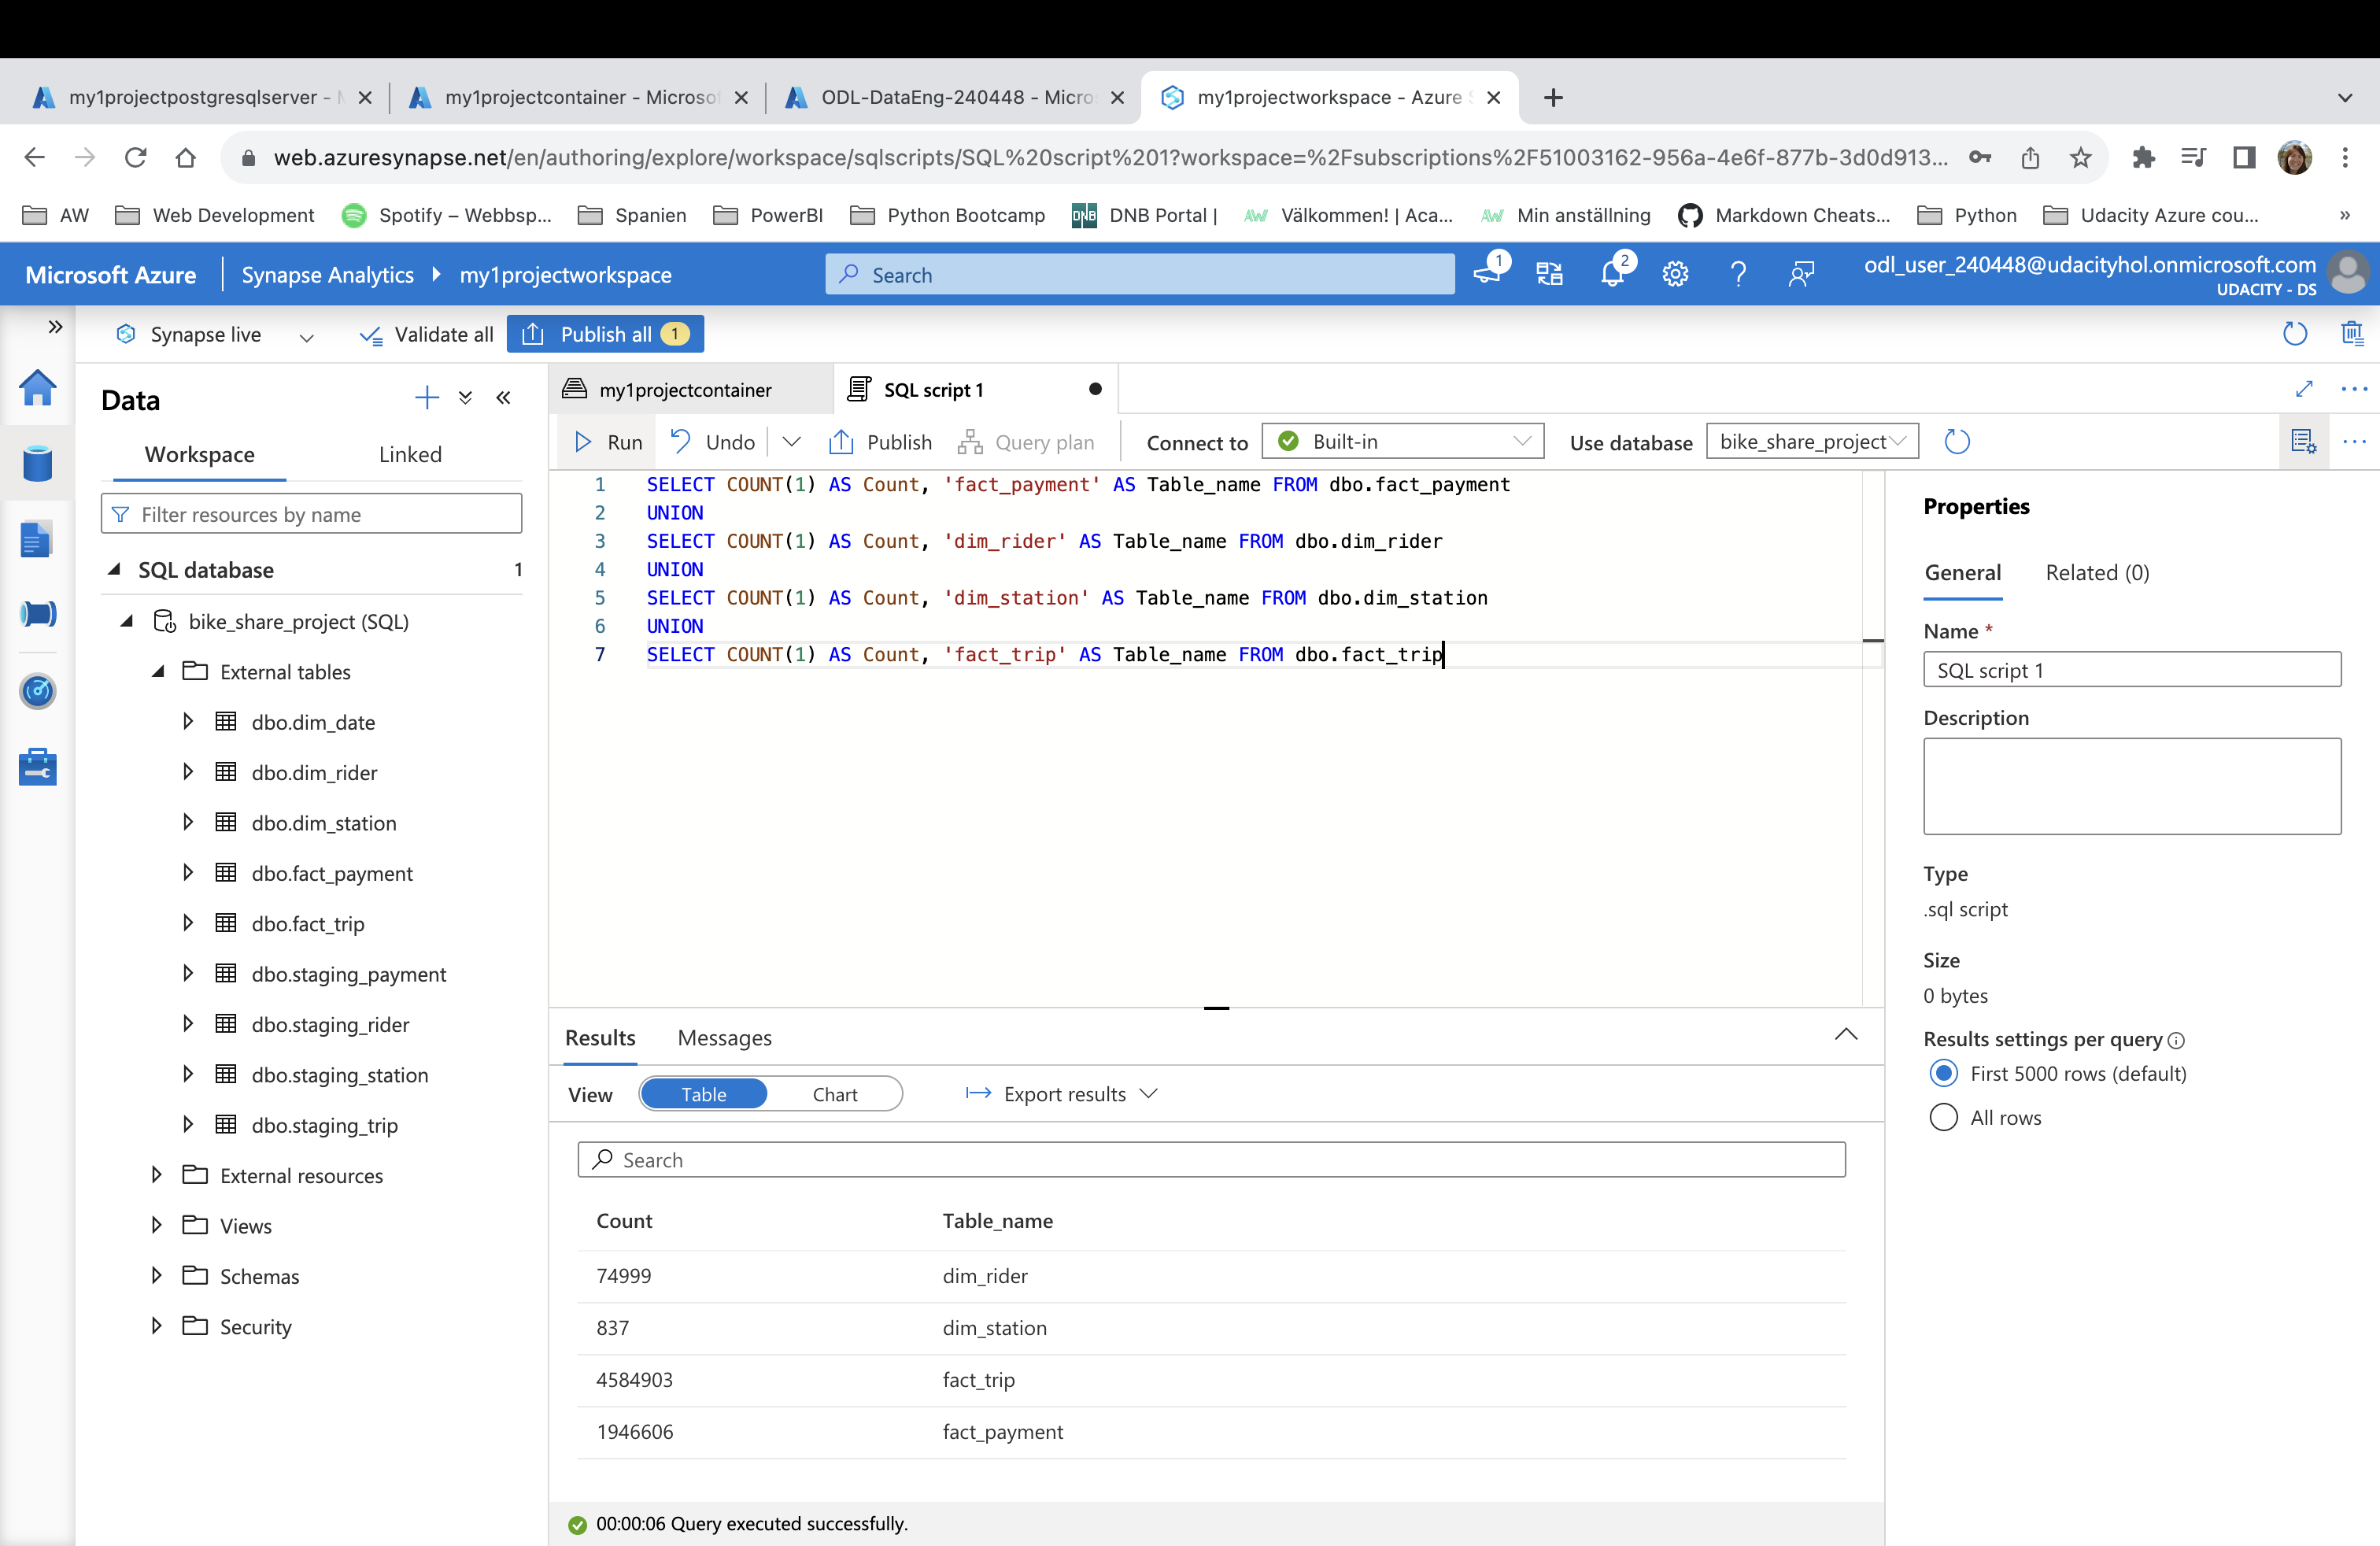 my1projectpostgresqlserver -
my1projectcontainer - Microso
ODL-DataEng-240448 - Micro
my1projectworkspace - Azure
web.azuresynapse.net/en/authoring/explore/workspace/sqlscripts/SQL%20script%201?workspace=%2Fsubscriptions%2F51003162-956a-4e6f-877b-3d0d913...
AW
Web Development
Spotify – Webbsp...
Spanien
PowerBI
Python Bootcamp
DNB
DNB Portal |
AW
Välkommen! | Aca...
AW
Min anställning
Markdown Cheats...
Python
Udacity Azure cou...
»
Microsoft Azure
Synapse Analytics
my1projectworkspace
Search
1
2
odl_user_240448@udacityhol.onmicrosoft.com
UDACITY - DS
Synapse live
Validate all
Publish all 1
Data
Workspace
Linked
Filter resources by name
SQL database 1
bike_share_project (SQL)
External tables
dbo.dim_date
dbo.dim_rider
dbo.dim_station
dbo.fact_payment
dbo.fact_trip
dbo.staging_payment
dbo.staging_rider
dbo.staging_station
dbo.staging_trip
External resources
Views
Schemas
Security
my1projectcontainer
SQL script 1
Run
Undo
Publish
Query plan
Connect to
Built-in
Use database
bike_share_project
1 SELECT COUNT(1) AS Count, 'fact_payment' AS Table_name FROM dbo.fact_payment
2 UNION
3 SELECT COUNT(1) AS Count, 'dim_rider' AS Table_name FROM dbo.dim_rider
4 UNION
5 SELECT COUNT(1) AS Count, 'dim_station' AS Table_name FROM dbo.dim_station
6 UNION
7 SELECT COUNT(1) AS Count, 'fact_trip' AS Table_name FROM dbo.fact_trip
Results
Messages
View
Table
Chart
Export results
Search
Count Table_name
74999 dim_rider
837 dim_station
4584903 fact_trip
1946606 fact_payment
00:00:06 Query executed successfully.
Properties
General
Related (0)
Name *
SQL script 1
Description
Type
.sql script
Size
0 bytes
Results settings per query
First 5000 rows (default)
All rows